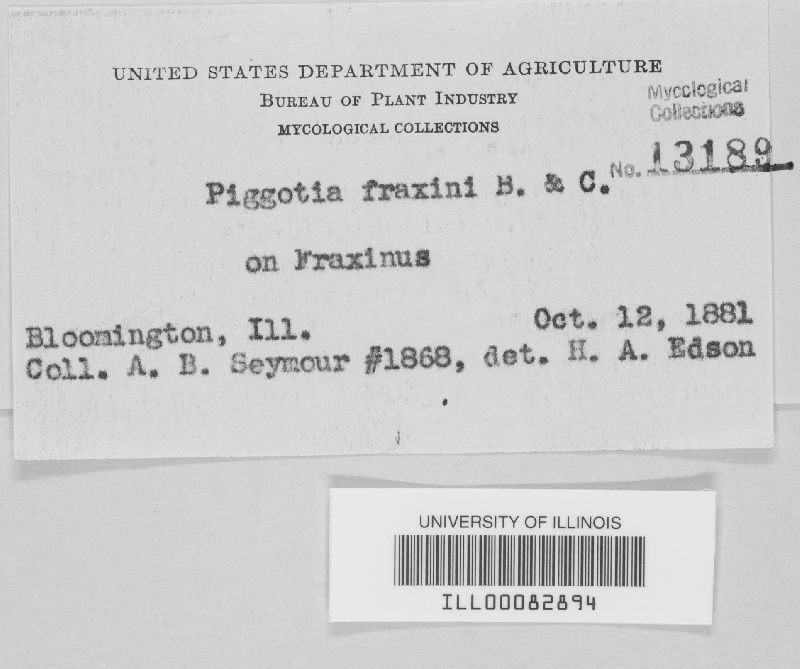 UNITED STATES DEPARTMENT OF AGRICULTURE
BUREAU OF PLANT INDUSTRY
MYCOLOGICAL COLLECTIONS
Mycological
Collections
No. 13189
Piggotia fraxini B. & C.
on Fraxinus
Bloomington, Ill. Oct. 12, 1881
Coll. A. B. Seymour #1868, det. H. A. Edson
UNIVERSITY OF ILLINOIS
ILL00082894